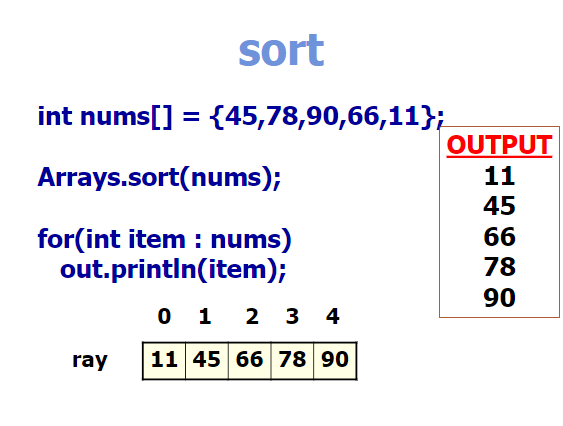 sort
int nums[] = {45,78,90,66,11};
Arrays.sort(nums);
for(int item : nums)
out.println(item);
OUTPUT
11
45
66
78
90
0 1 2 3 4
ray 11 45 66 78 90